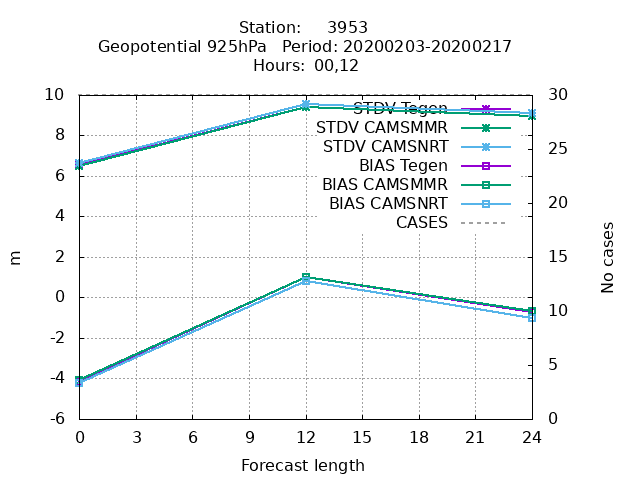 Station: 3953
Geopotential 925hPa Period: 20200203-20200217
Hours: 00,12
10
8
6
4
2
0
-2
-4
-6
30
25
20
15
10
5
0
STDV Tegen
STDV CAMSMMR
STDV CAMSNRT
BIAS Tegen
BIAS CAMSMMR
BIAS CAMSNRT
CASES
m
No cases
0 3 6 9 12 15 18 21 24
Forecast length